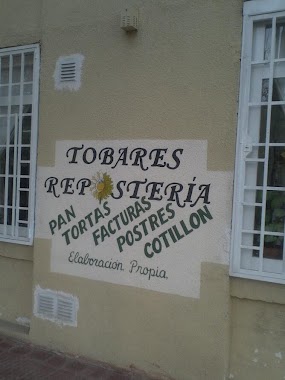 TOBARES
REPOSTERÍA
PAN
TORTAS
FACTURAS
POSTRES
COTILLON
Elaboración Propia.